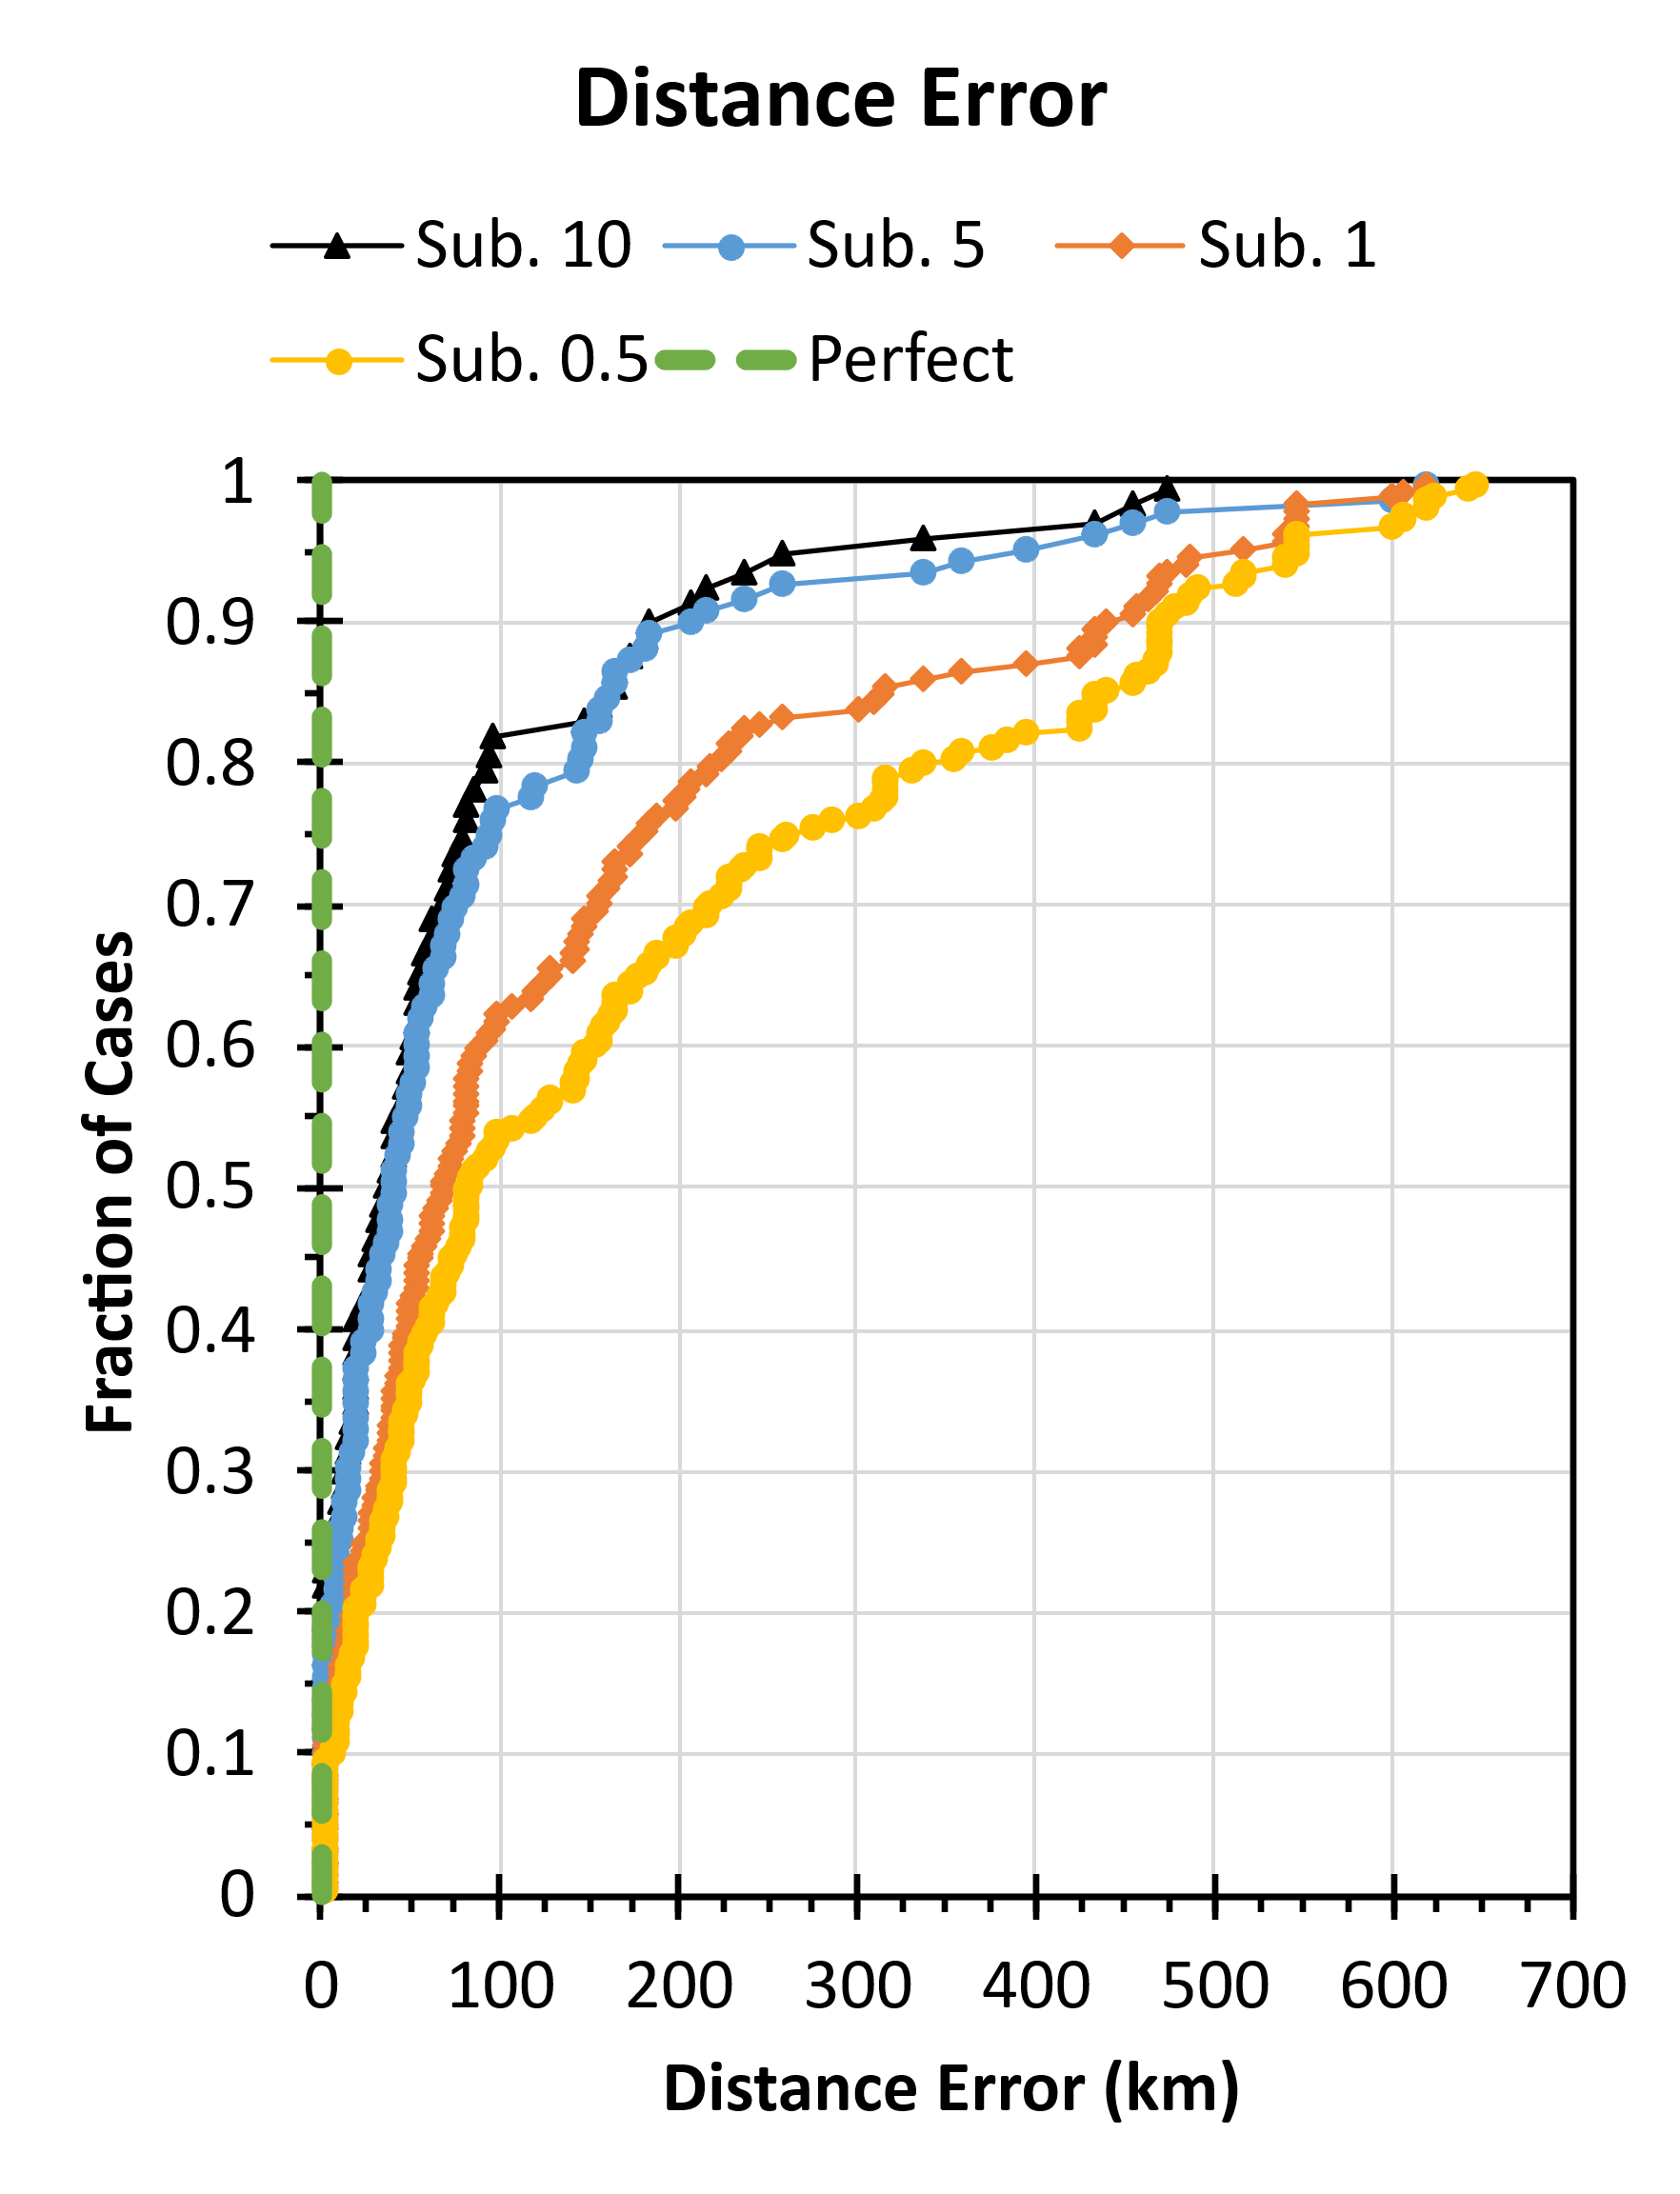 Distance Error
Sub. 10 Sub. 5 Sub. 1
Sub. 0.5 Perfect
1
0.9
0.8
0.7
0.6
0.5
0.4
0.3
0.2
0.1
0
Fraction of Cases
0 100 200 300 400 500 600 700
Distance Error (km)